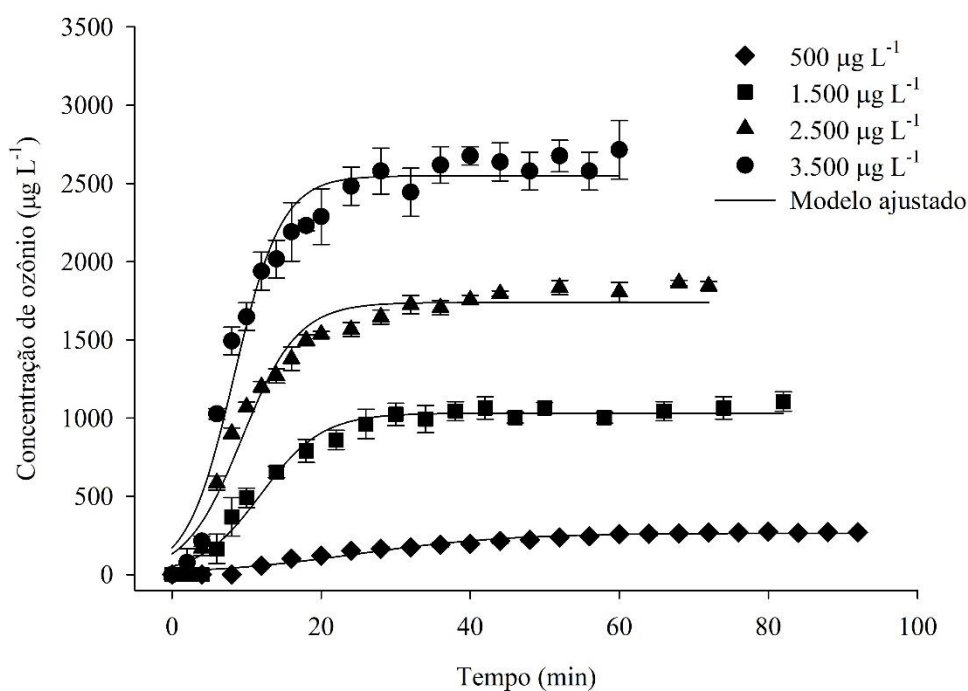 3500
3000
2500
2000
1500
1000
500
0
Concentração de ozônio (μg L⁻¹)
500 μg L⁻¹
1.500 μg L⁻¹
2.500 μg L⁻¹
3.500 μg L⁻¹
Modelo ajustado
0 20 40 60 80 100
Tempo (min)